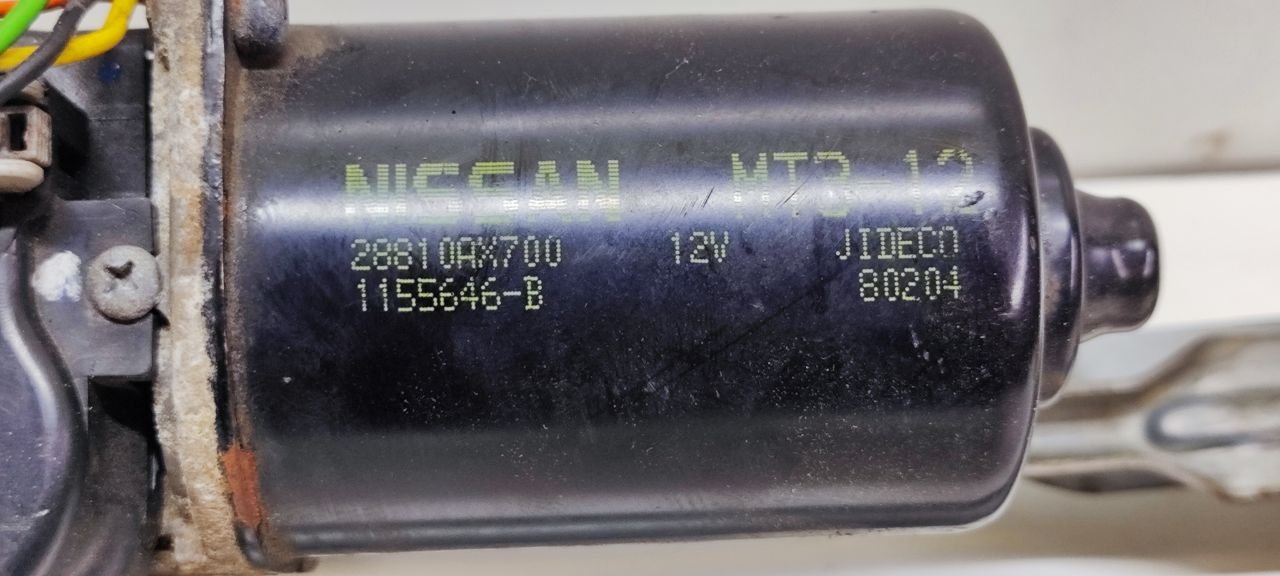 NISSAN MT3-12
28810AX700 12V JIDECO
1155646-B 80204